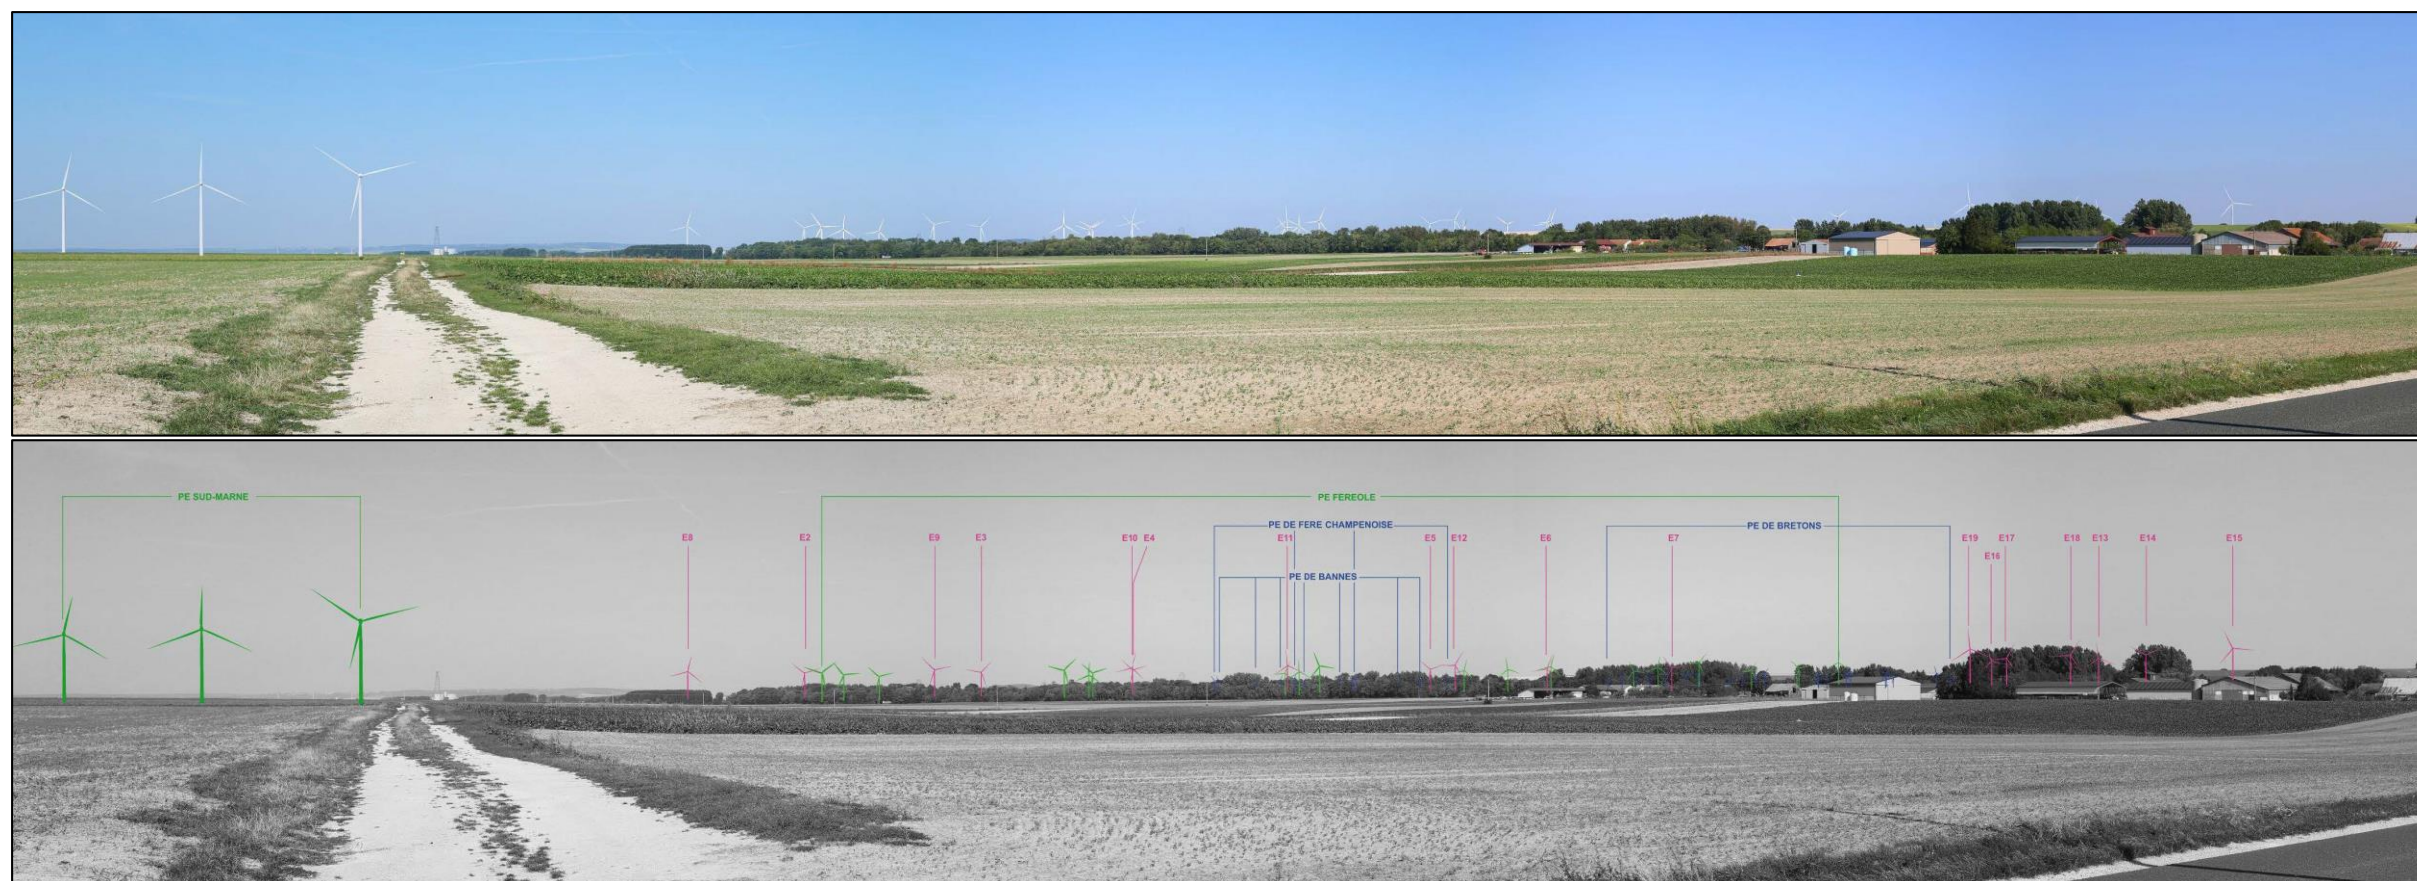 PE SUD-MARNE
PE FEREOLE
PE DE FERE CHAMPENOISE
PE DE BRETONS
E8
E2
E9
E3
E10
E4
E11
E5
E12
E6
E7
E19
E17
E18
E13
E14
E15
E16
PE DE BANNES